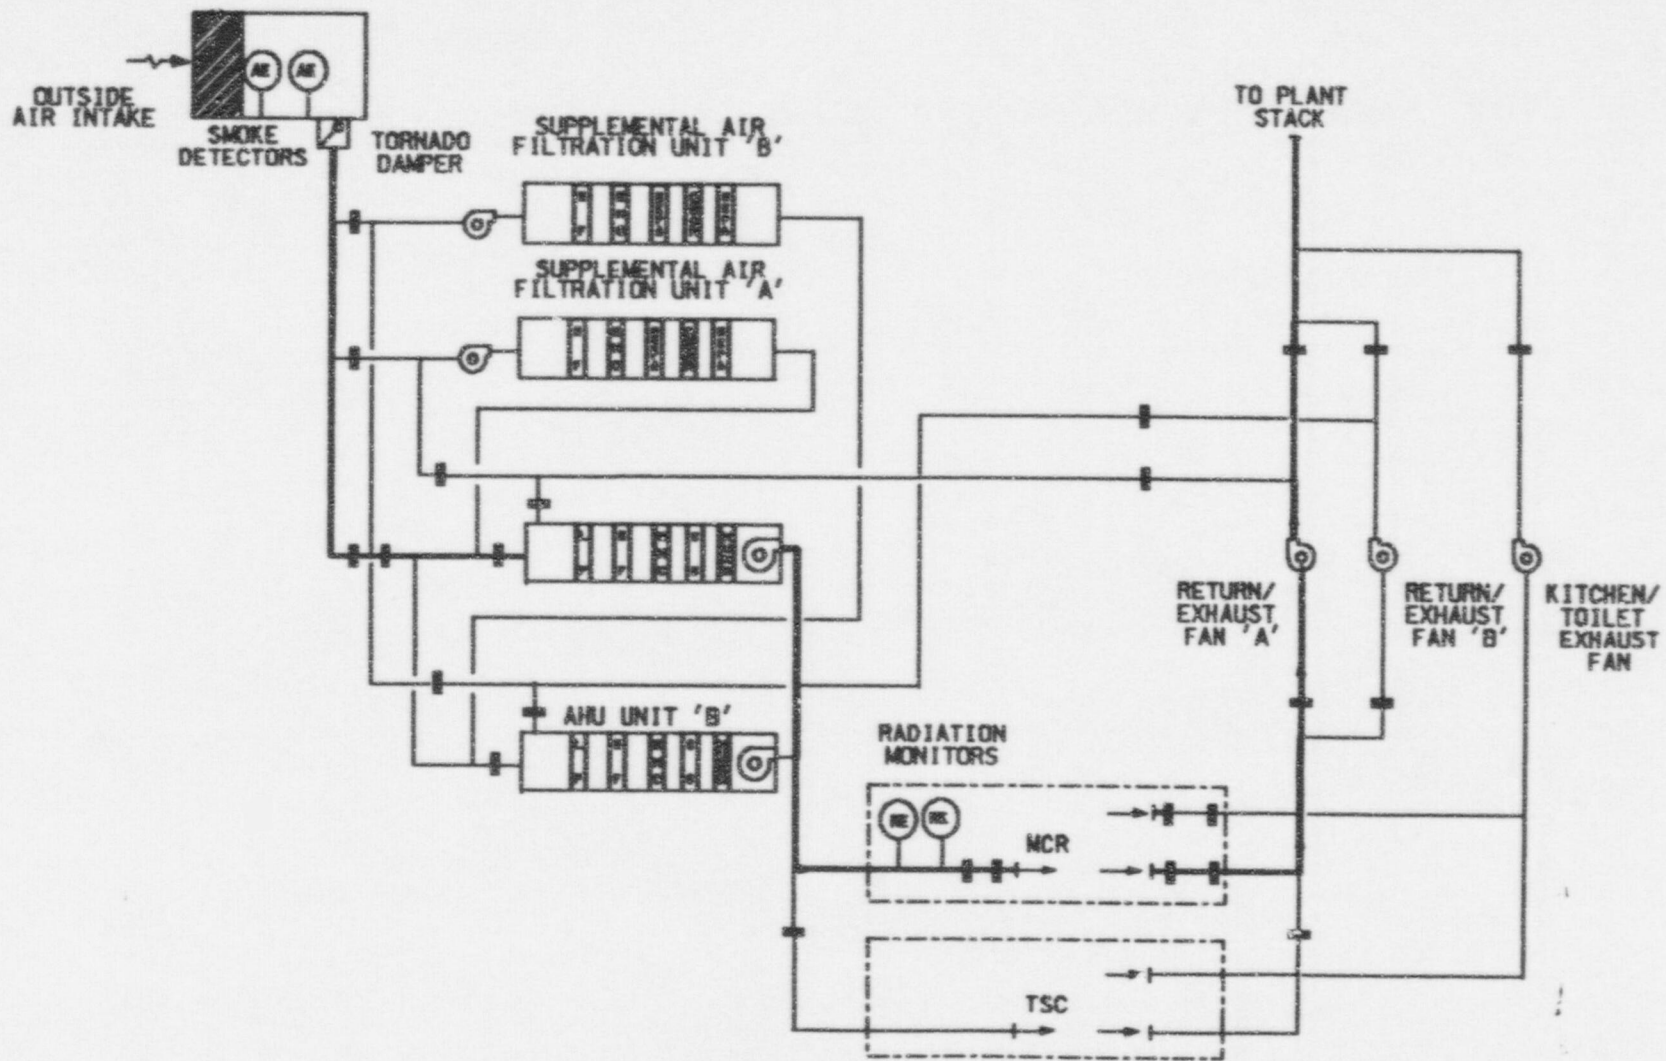 OUTSIDE
AIR INTAKE
AE
AE
SMOKE
DETECTORS
TORNADO
DAMPER
SUPPLEMENTAL AIR
FILTRATION UNIT 'B'
SUPPLEMENTAL AIR
FILTRATION UNIT 'A'
TO PLANT
STACK
RETURN/
EXHAUST
FAN 'A'
RETURN/
EXHAUST
FAN 'B'
KITCHEN/
TOILET
EXHAUST
FAN
AHU UNIT 'B'
RADIATION
MONITORS
RE
RE
MCR
TSC